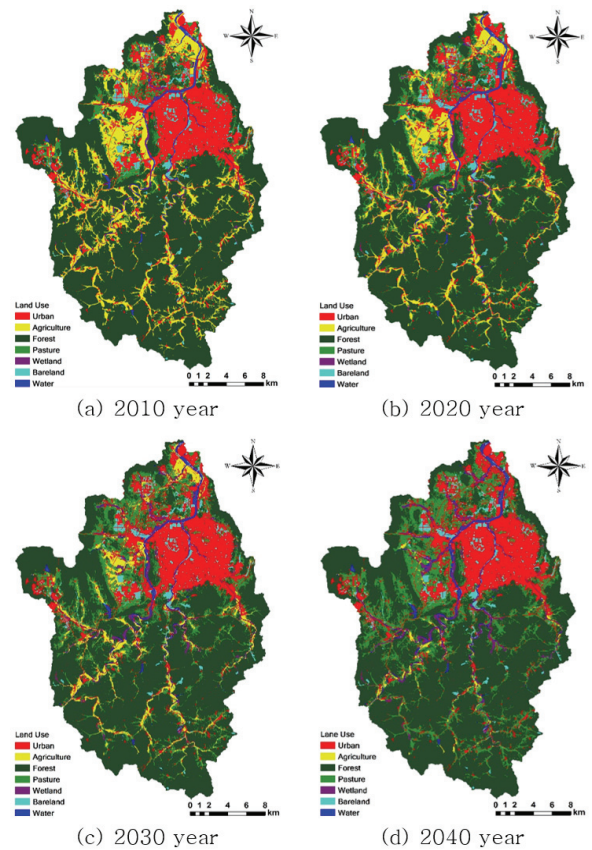 N
W E
S
Land Use
Urban
Agriculture
Forest
Pasture
Wetland
Bareland
Water
0 1 2 4 6 8
km
(a) 2010 year
N
W E
S
Land Use
Urban
Agriculture
Forest
Pasture
Wetland
Bareland
Water
0 1 2 4 6 8
km
(b) 2020 year
N
W E
S
Land Use
Urban
Agriculture
Forest
Pasture
Wetland
Bareland
Water
0 1 2 4 6 8
km
(c) 2030 year
N
W E
S
Lane Use
Urban
Agriculture
Forest
Pasture
Wetland
Bareland
Water
0 1 2 4 6 8
km
(d) 2040 year